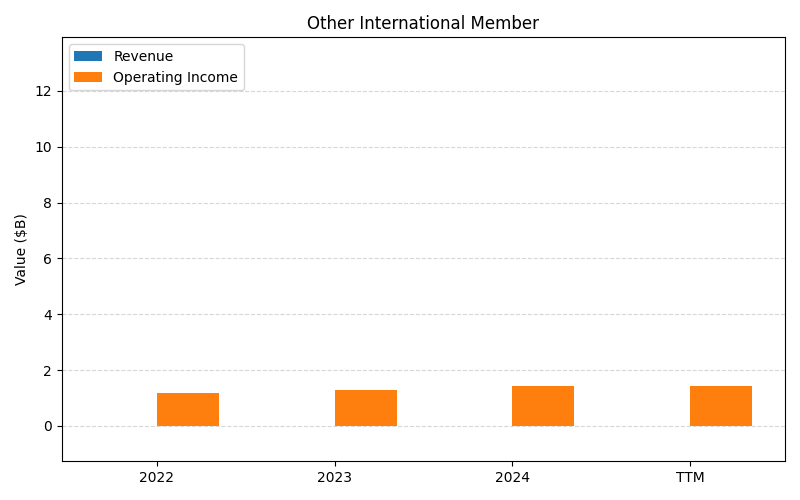 Other International Member
Revenue
Operating Income
Value ($B)
12
10
8
6
4
2
0
2022
2023
2024
TTM